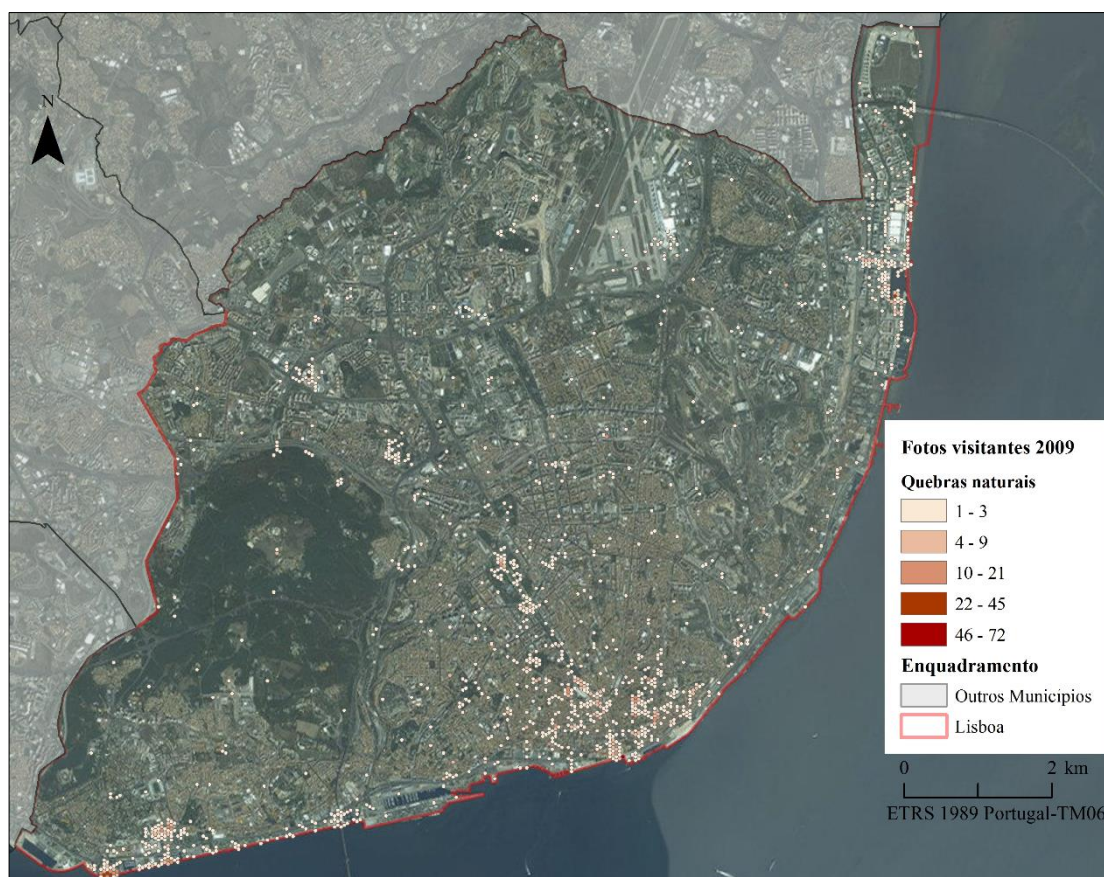 N
Fotos visitantes 2009
Quebras naturais
1 - 3
4 - 9
10 - 21
22 - 45
46 - 72
Enquadramento
Outros Municípios
Lisboa
0 2 km
ETRS 1989 Portugal-TM06